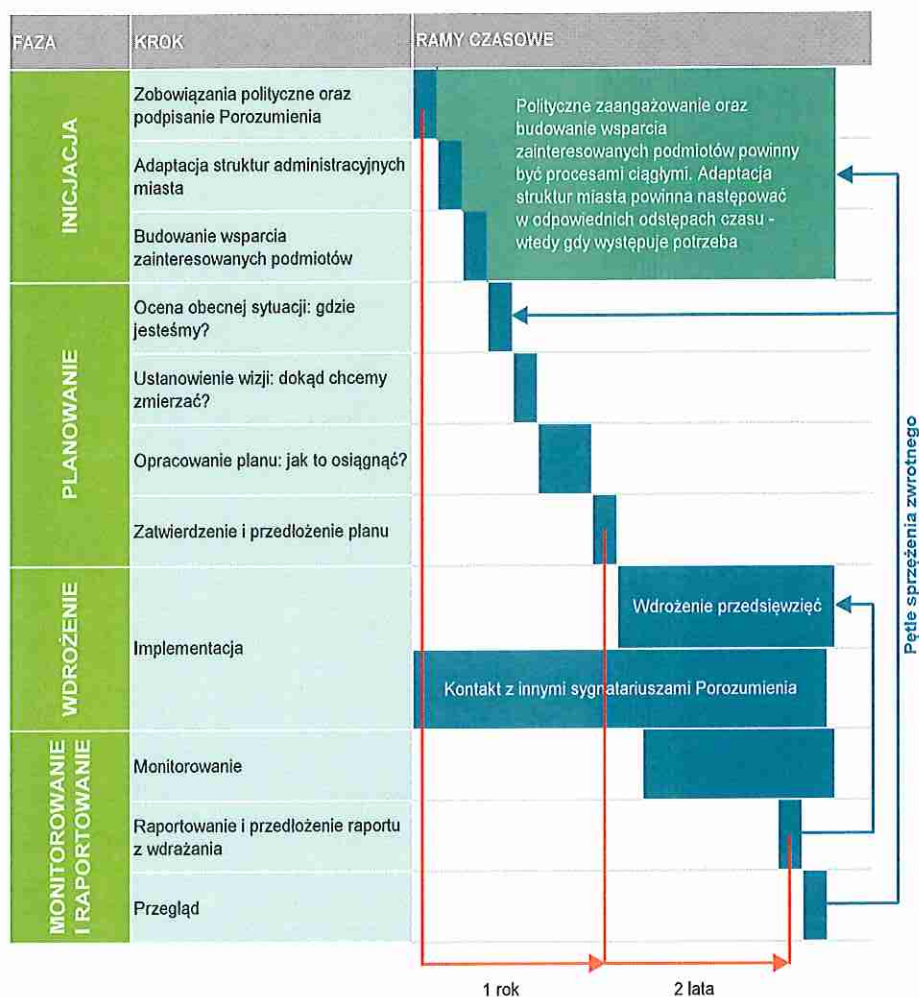 FAZA
KROK
RAMY CZASOWE
INICJACJA
Zobowiązania polityczne oraz
podpisanie Porozumienia
Adaptacja struktur administracyjnych
miasta
Budowanie wsparcia
zainteresowanych podmiotów
Polityczne zaangażowanie oraz
budowanie wsparcia
zainteresowanych podmiotów powinny
być procesami ciągłymi. Adaptacja
struktur miasta powinna następować
w odpowiednich odstępach czasu -
wtedy gdy występuje potrzeba
PLANOWANIE
Ocena obecnej sytuacji: gdzie
jesteśmy?
Ustanowienie wizji: dokąd chcemy
zmierzać?
Opracowanie planu: jak to osiągnąć?
Zatwierdzenie i przedłożenie planu
WDROŻENIE
Implementacja
Wdrożenie przedsięwzięć
Kontakt z innymi sygnatariuszami Porozumienia
MONITOROWANIE
I RAPORTOWANIE
Monitorowanie
Raportowanie i przedłożenie raportu
z wdrażania
Przegląd
Pętle sprzężenia zwrotnego
1 rok
2 lata